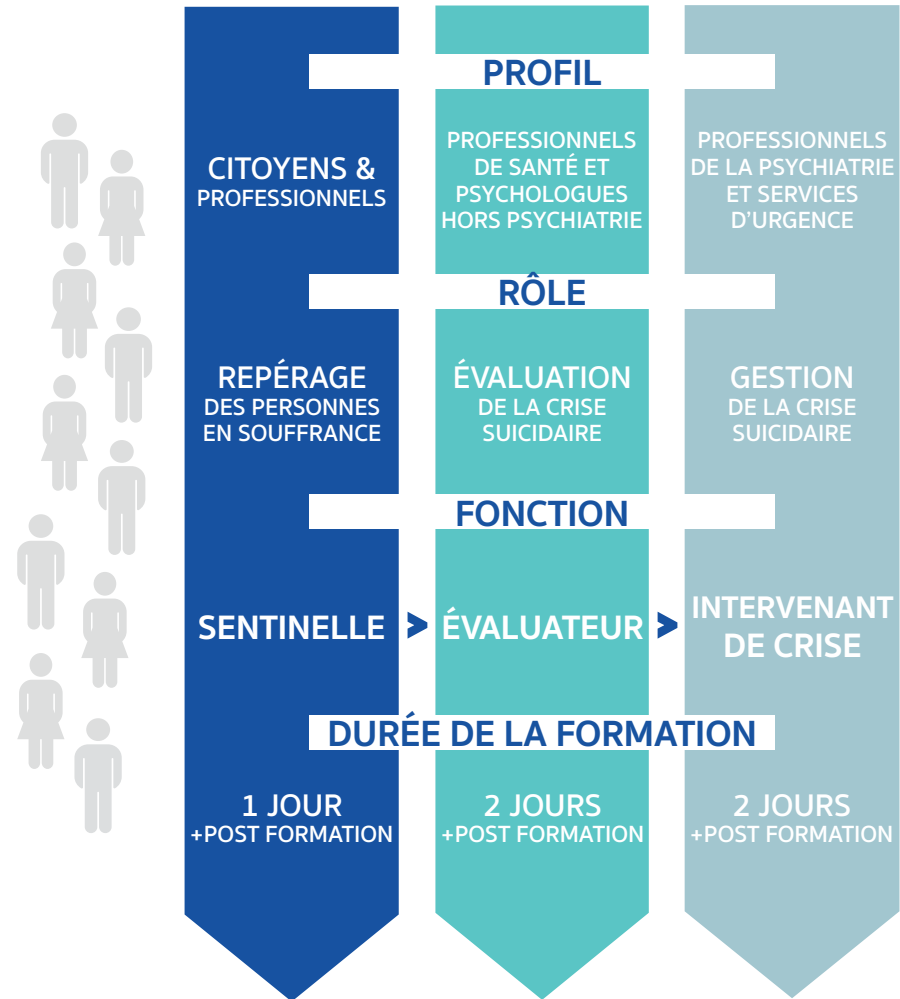 PROFIL
CITOYENS &
PROFESSIONNELS
PROFESSIONNELS
DE SANTÉ ET
PSYCHOLOGUES
HORS PSYCHIATRIE
PROFESSIONNELS
DE LA PSYCHIATRIE
ET SERVICES
D'URGENCE
RÔLE
REPÉRAGE
DES PERSONNES
EN SOUFFRANCE
ÉVALUATION
DE LA CRISE
SUICIDAIRE
GESTION
DE LA CRISE
SUICIDAIRE
FONCTION
SENTINELLE > ÉVALUATEUR > INTERVENANT
DE CRISE
DURÉE DE LA FORMATION
1 JOUR
+POST FORMATION
2 JOURS
+POST FORMATION
2 JOURS
+POST FORMATION